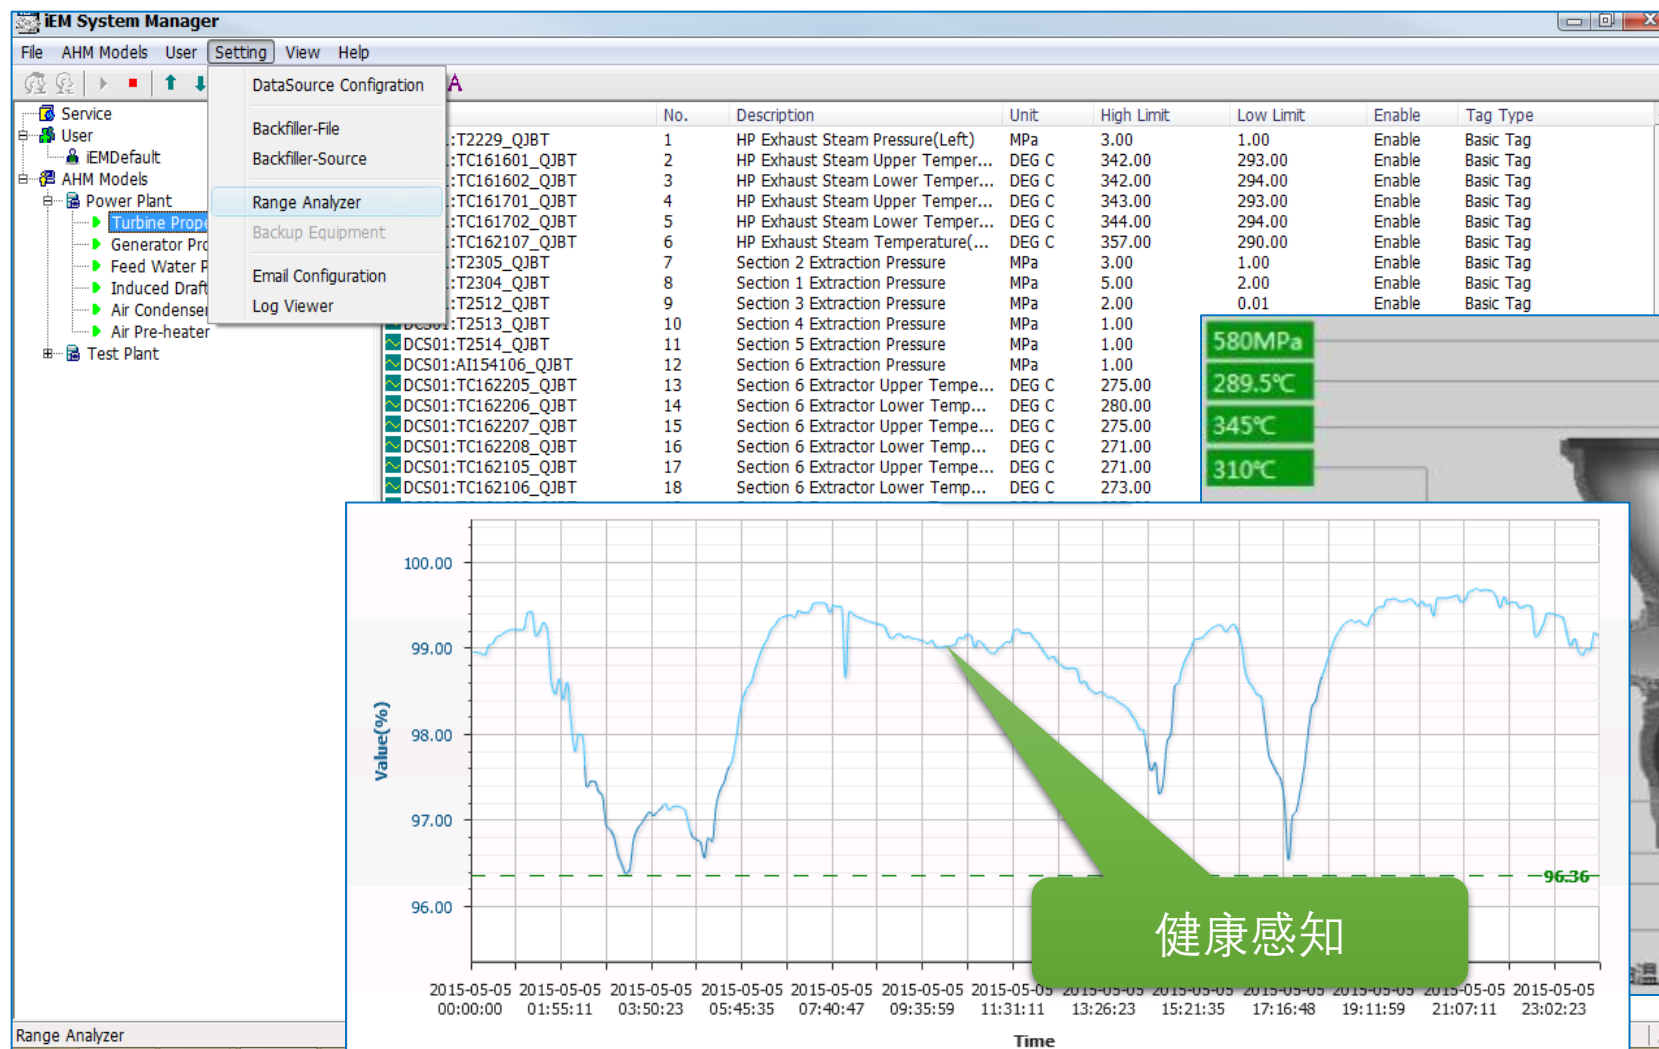 iEM System Manager
File AHM Models User Setting View Help
DataSource Configration
Backfiller-File
Backfiller-Source
Range Analyzer
Backup Equipment
Email Configuration
Log Viewer
A
Service
User
iEMDefault
AHM Models
Power Plant
Turbine Prope
Generator Pro
Feed Water P
Induced Draft
Air Condenser
Air Pre-heater
Test Plant
No. Description Unit High Limit Low Limit Enable Tag Type
:T2229_QJBT 1 HP Exhaust Steam Pressure(Left) MPa 3.00 1.00 Enable Basic Tag
:TC161601_QJBT 2 HP Exhaust Steam Upper Temper... DEG C 342.00 293.00 Enable Basic Tag
:TC161602_QJBT 3 HP Exhaust Steam Lower Temper... DEG C 342.00 294.00 Enable Basic Tag
:TC161701_QJBT 4 HP Exhaust Steam Upper Temper... DEG C 343.00 293.00 Enable Basic Tag
:TC161702_QJBT 5 HP Exhaust Steam Lower Temper... DEG C 344.00 294.00 Enable Basic Tag
:TC162107_QJBT 6 HP Exhaust Steam Temperature(... DEG C 357.00 290.00 Enable Basic Tag
:T2305_QJBT 7 Section 2 Extraction Pressure MPa 3.00 1.00 Enable Basic Tag
:T2304_QJBT 8 Section 1 Extraction Pressure MPa 5.00 2.00 Enable Basic Tag
:T2512_QJBT 9 Section 3 Extraction Pressure MPa 2.00 0.01 Enable Basic Tag
DCS01:T2513_QJBT 10 Section 4 Extraction Pressure MPa 1.00
DCS01:T2514_QJBT 11 Section 5 Extraction Pressure MPa 1.00
DCS01:AI154106_QJBT 12 Section 6 Extraction Pressure MPa 1.00
DCS01:TC162205_QJBT 13 Section 6 Extractor Upper Tempe... DEG C 275.00
DCS01:TC162206_QJBT 14 Section 6 Extractor Lower Temp... DEG C 280.00
DCS01:TC162207_QJBT 15 Section 6 Extractor Upper Tempe... DEG C 275.00
DCS01:TC162208_QJBT 16 Section 6 Extractor Lower Temp... DEG C 271.00
DCS01:TC162105_QJBT 17 Section 6 Extractor Upper Tempe... DEG C 271.00
DCS01:TC162106_QJBT 18 Section 6 Extractor Lower Temp... DEG C 273.00
580MPa
289.5℃
345℃
310℃
100.00
99.00
98.00
97.00
96.00
Value(%)
96.36
健康感知
温
2015-05-05 2015-05-05 2015-05-05 2015-05-05 2015-05-05 2015-05-05 2015-05-05 2015-05-05 2015-05-05 2015-05-05 2015-05-05 2015-05-05 2015-05-05
00:00:00 01:55:11 03:50:23 05:45:35 07:40:47 09:35:59 11:31:11 13:26:23 15:21:35 17:16:48 19:11:59 21:07:11 23:02:23
Time
Range Analyzer